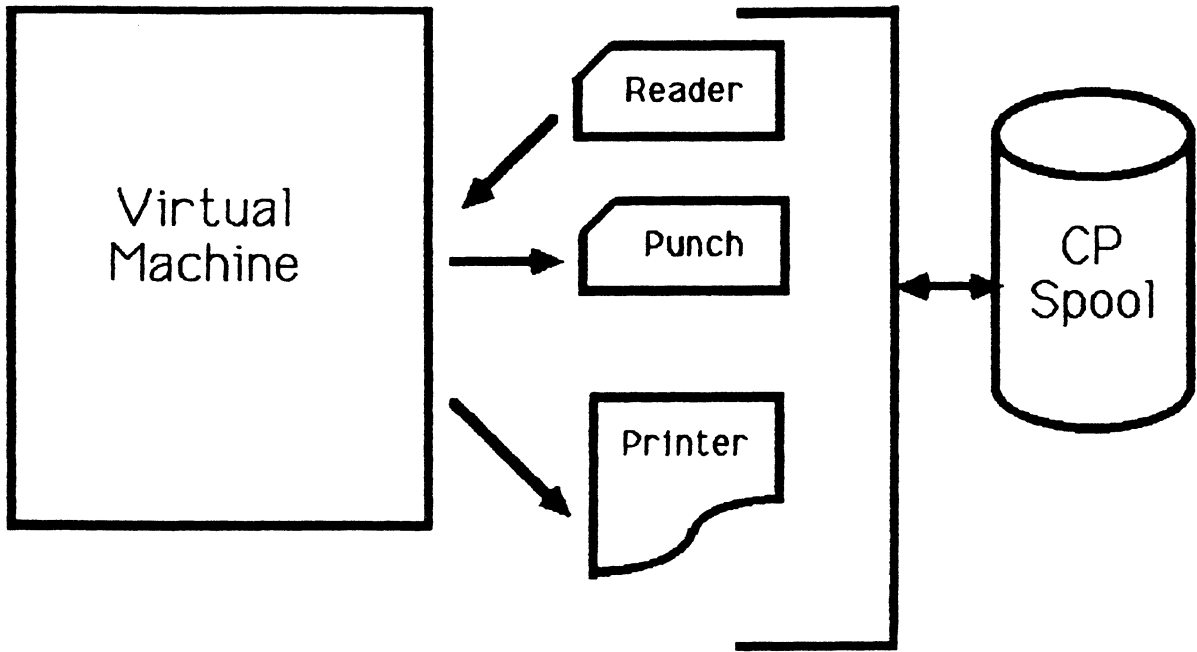 Virtual
Machine
Reader
Punch
Printer
CP
Spool